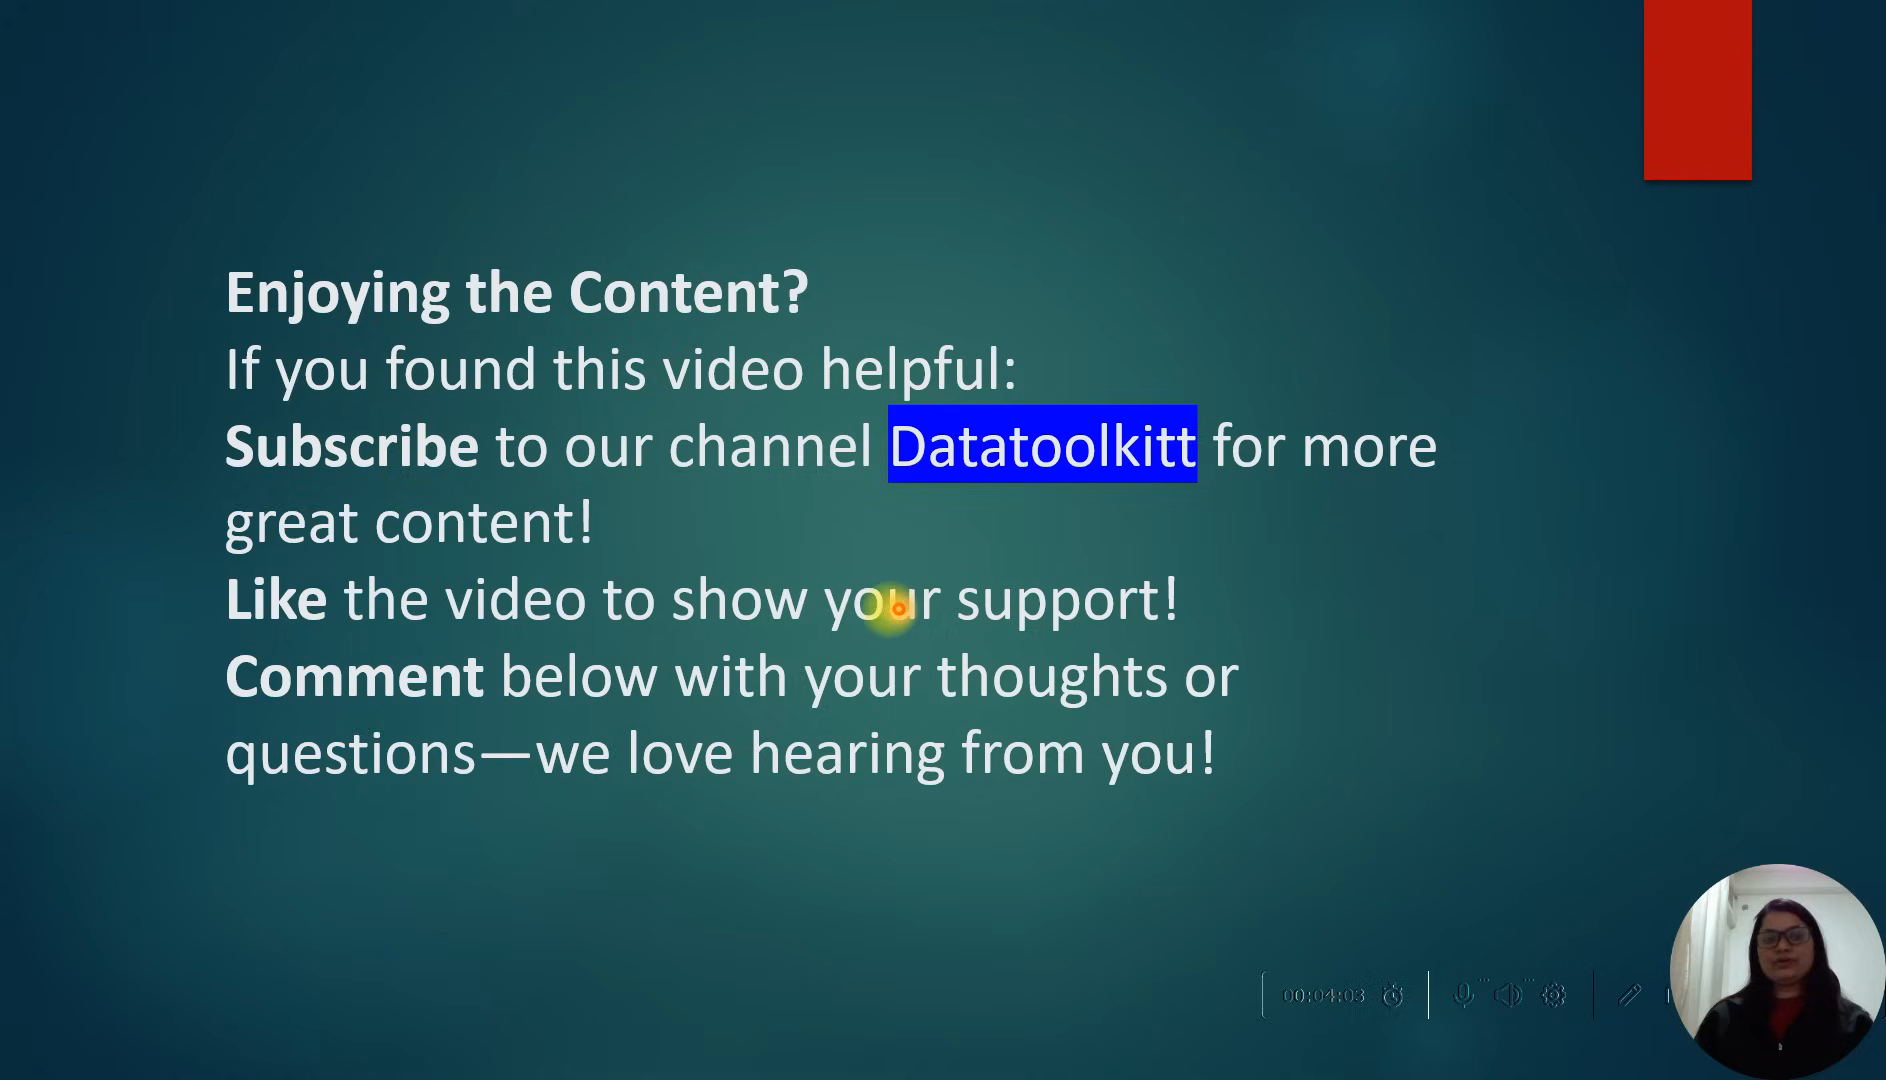 Enjoying the Content?
If you found this video helpful:
Subscribe to our channel Datatoolkitt for more
great content!
Like the video to show your support!
Comment below with your thoughts or
questions—we love hearing from you!
00:04:03